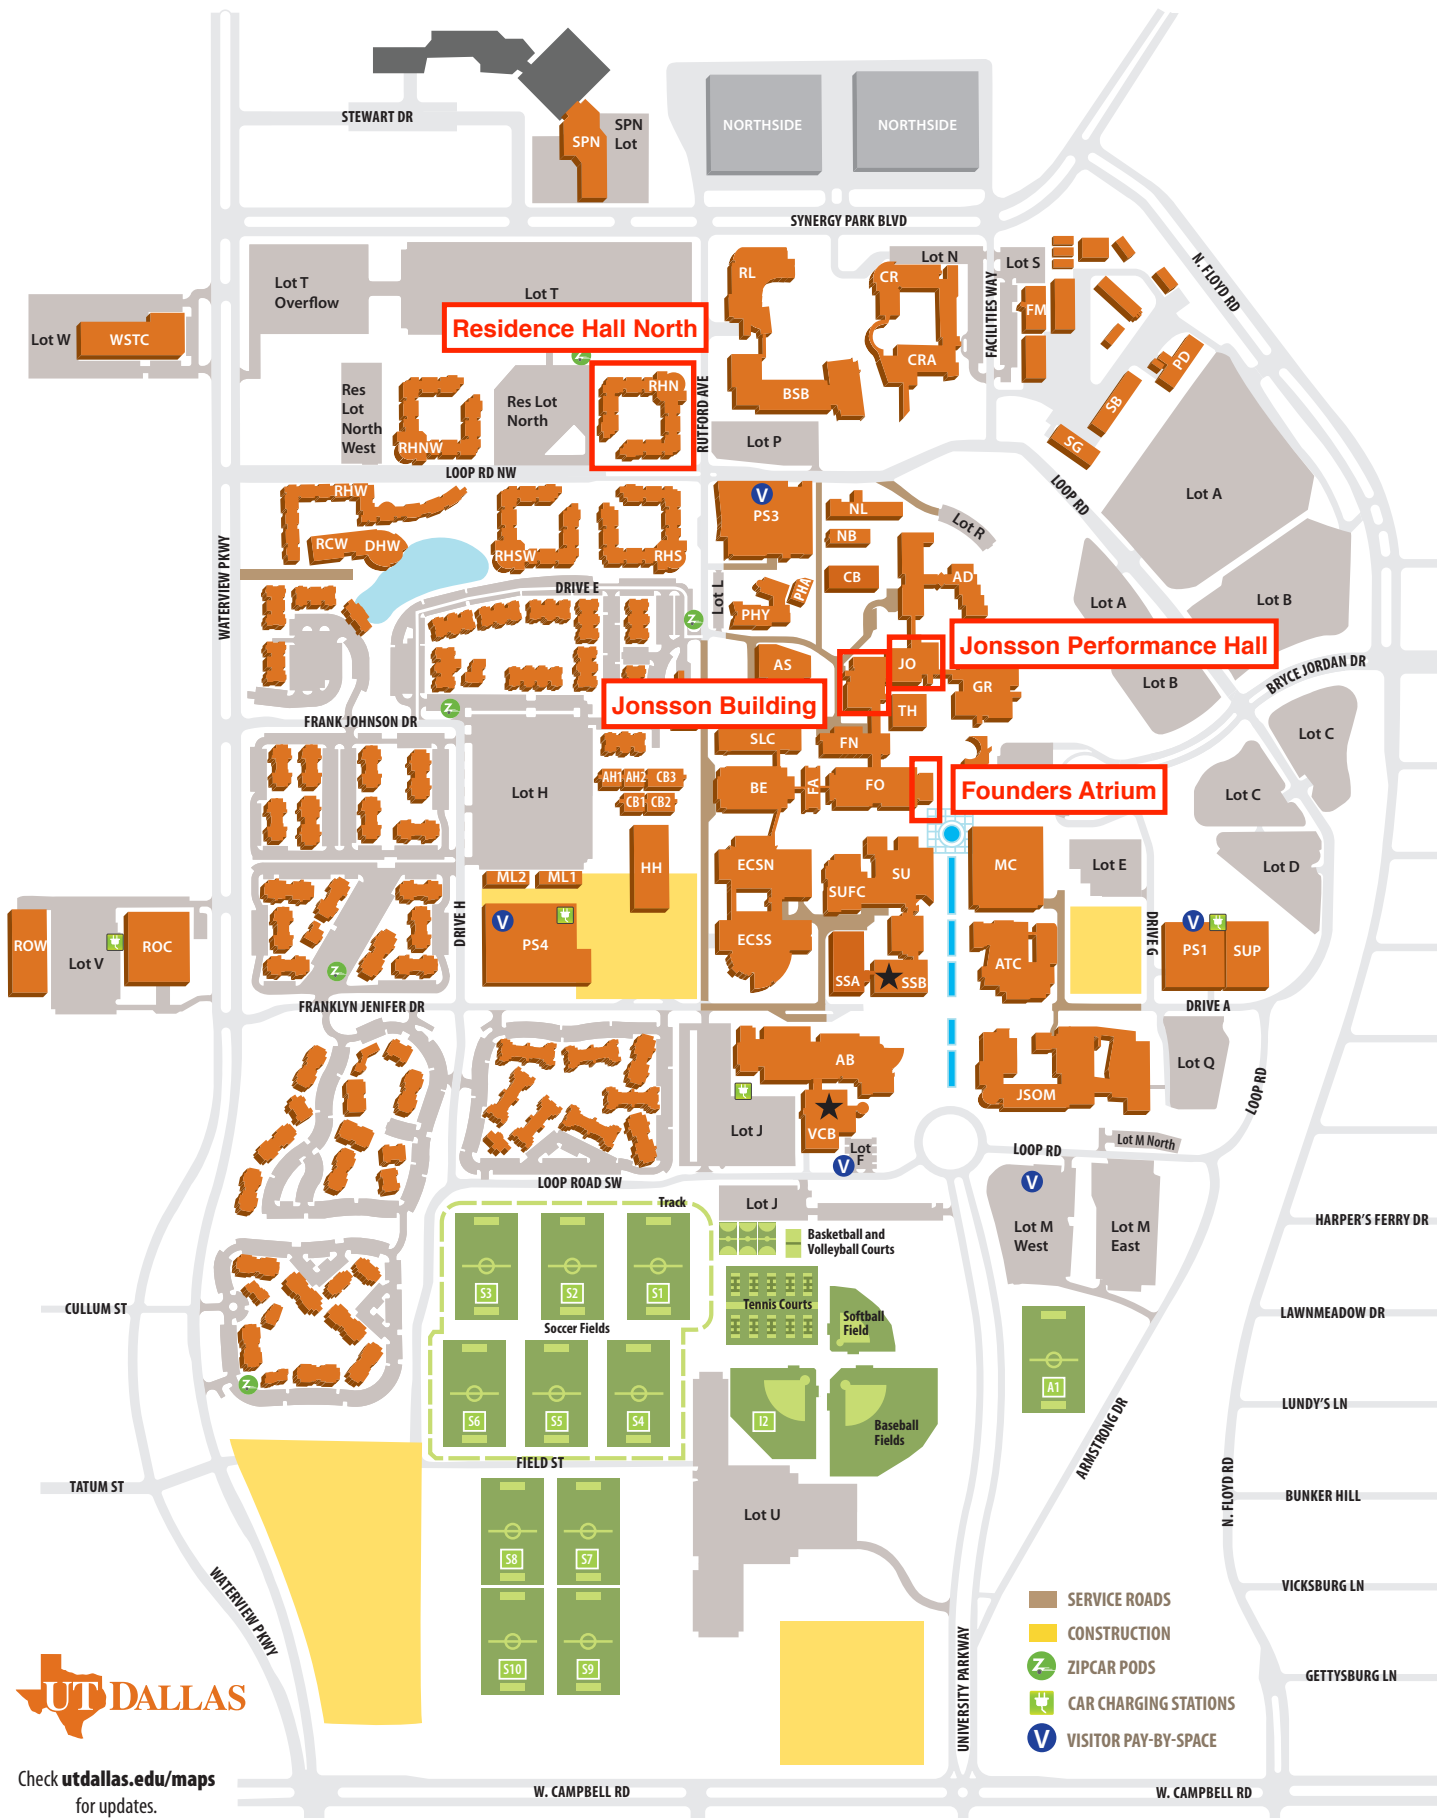 STEWART DR
SPN
SPN
Lot
NORTHSIDE
NORTHSIDE
SYNERGY PARK BLVD
N. FLOYD RD
Lot T
Overflow
Lot T
RL
CR
Lot N
Lot S
FACILITIES WAY
FM
Lot W
WSTC
Residence Hall North
CRA
PD
RHN
RUTFORD AVE
BSB
SB
Res
Lot
North
West
Res Lot
North
RHNW
Lot P
SG
LOOP RD NW
LOOP RD
Lot A
RHW
PS3
V
NL
Lot R
RCW
DHW
RHSW
RHS
NB
WATERVIEW PKWY
DRIVE E
Lot L
PHY
PHA
CB
AD
Lot A
Lot B
AS
JO
Jonsson Performance Hall
Lot B
BRYCE JORDAN DR
GR
Jonsson Building
TH
FRANK JOHNSON DR
SLC
FN
Lot C
AH1
AH2
CB3
CB1
CB2
Lot H
BE
FA
FO
Founders Atrium
Lot C
HH
ECSN
SU
SUFC
MC
Lot E
Lot D
ML2
ML1
V
PS4
ROW
Lot V
ROC
DRIVE H
ECSS
SSA
SSB
ATC
DRIVE G
V
PS1
SUP
FRANKLYN JENIFER DR
DRIVE A
AB
Lot Q
JSOM
LOOP RD
Lot J
VCB
Lot
F
V
LOOP RD
Lot M North
LOOP ROAD SW
Track
Lot J
V
Lot M
West
Lot M
East
Basketball and
Volleyball Courts
HARPER'S FERRY DR
S3
S2
S1
Soccer Fields
Tennis Courts
Softball
Field
CULLUM ST
LAWNMEADOW DR
A1
S6
S5
S4
I2
Baseball
Fields
LUNDY'S LN
ARMSTRONG DR
FIELD ST
TATUM ST
N. FLOYD RD
BUNKER HILL
Lot U
S8
S7
WATERVIEW PKWY
VICKSBURG LN
S10
S9
UNIVERSITY PARKWAY
SERVICE ROADS
CONSTRUCTION
Z ZIPCAR PODS
CAR CHARGING STATIONS
V VISITOR PAY-BY-SPACE
GETTYSBURG LN
UT DALLAS
Check utdallas.edu/maps
for updates.
W. CAMPBELL RD
W. CAMPBELL RD